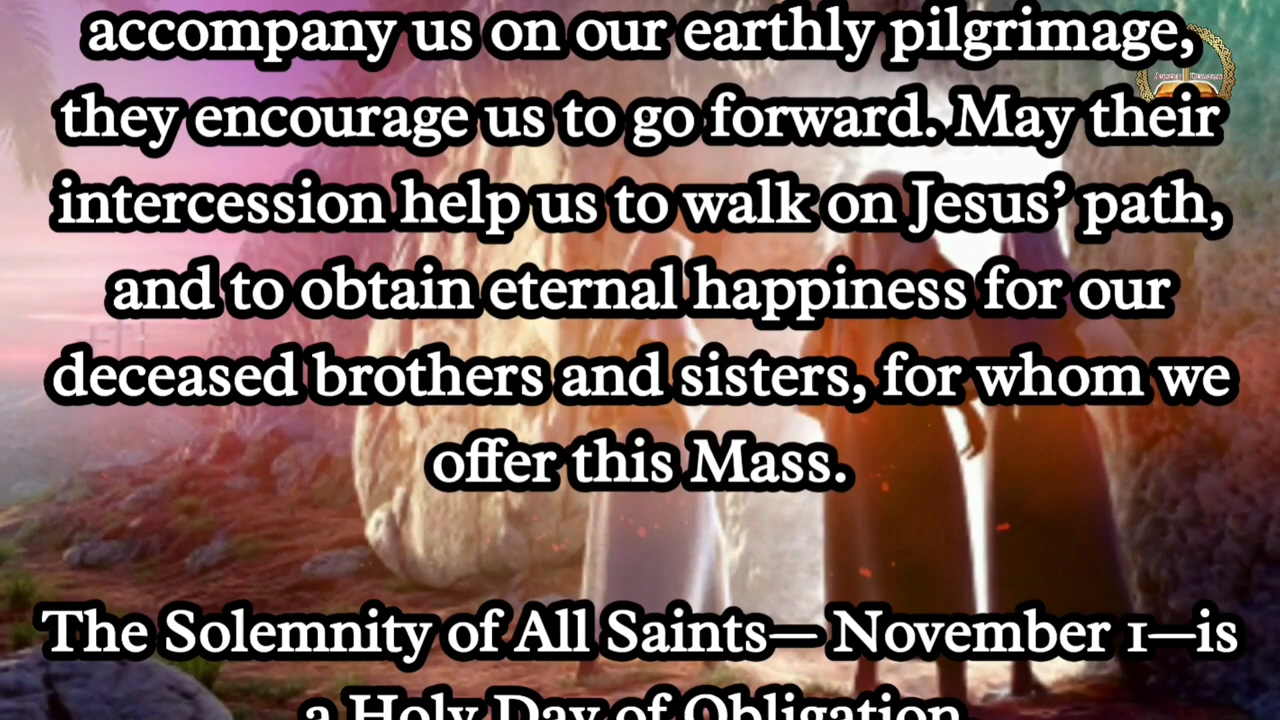 accompany us on our earthly pilgrimage,
they encourage us to go forward. May their
intercession help us to walk on Jesus’ path,
and to obtain eternal happiness for our
deceased brothers and sisters, for whom we
offer this Mass.
The Solemnity of All Saints— November 1—is
a Holy Day of Obligation